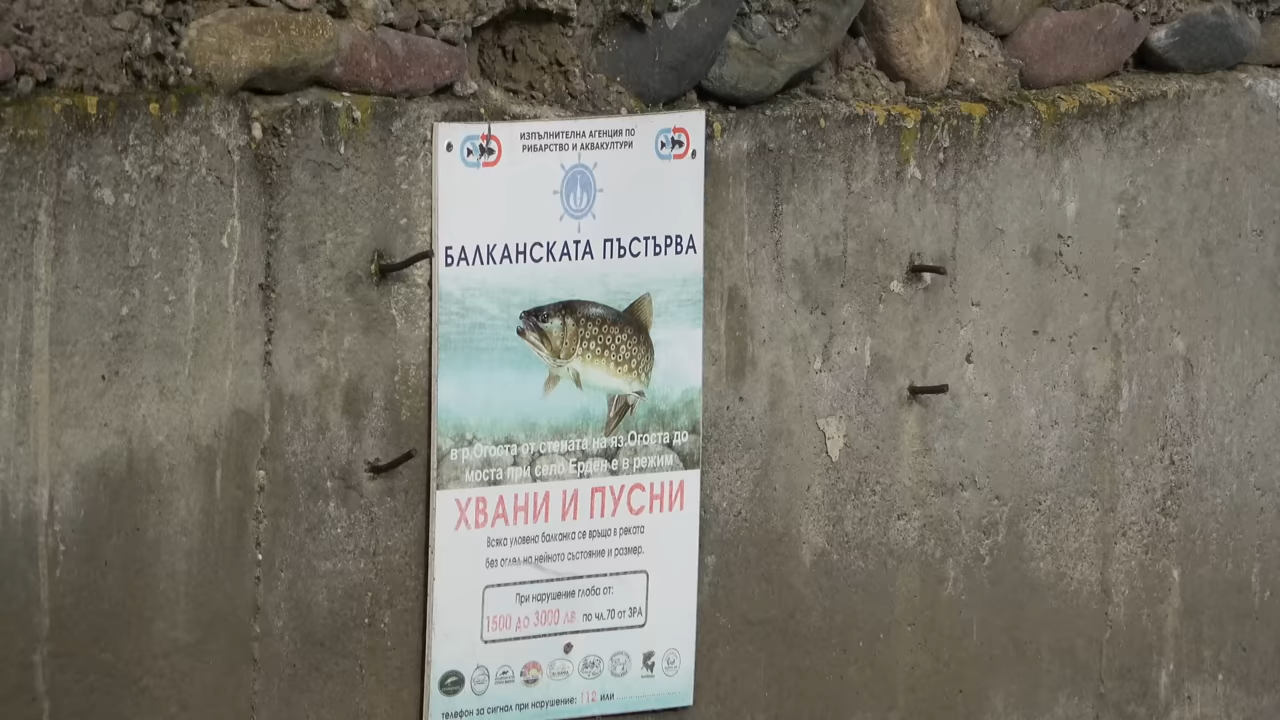 ИЗПЪЛНИТЕЛНА АГЕНЦИЯ ПО
РИБАРСТВО И АКВАКУЛТУРИ
БАЛКАНСКАТА ПЪСТЪРВА
в р.Огоста от стената на яз.Огоста до
моста при село Ерден е в режим
ХВАНИ И ПУСНИ
Всяка уловена балканка се връща в реката
без оглед на нейното състояние и размер.
При нарушение глоба от:
1500 до 3000 лв. по чл.70 от ЗРА
телефон за сигнал при нарушение: 112 или ......................